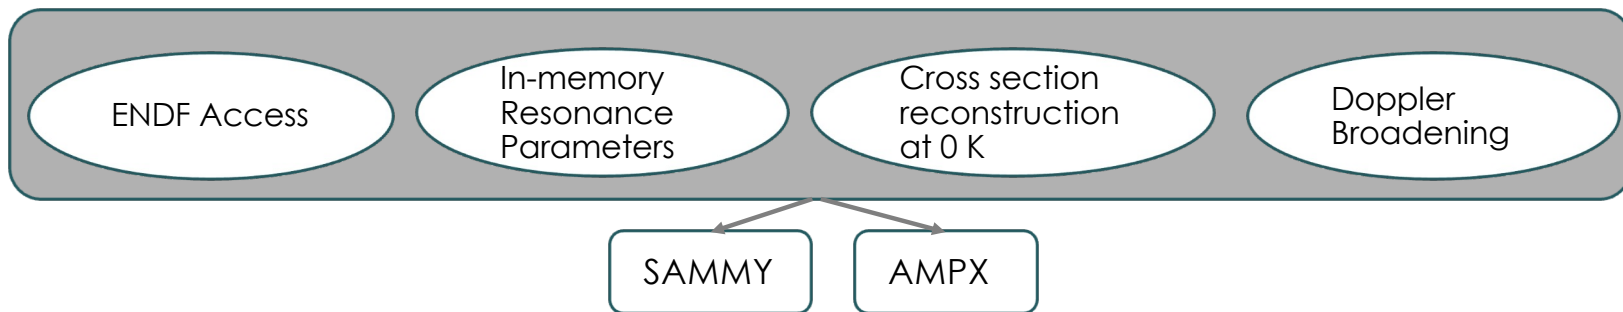 ENDF Access
In-memory
Resonance
Parameters
Cross section
reconstruction
at 0 K
Doppler
Broadening
SAMMY
AMPX